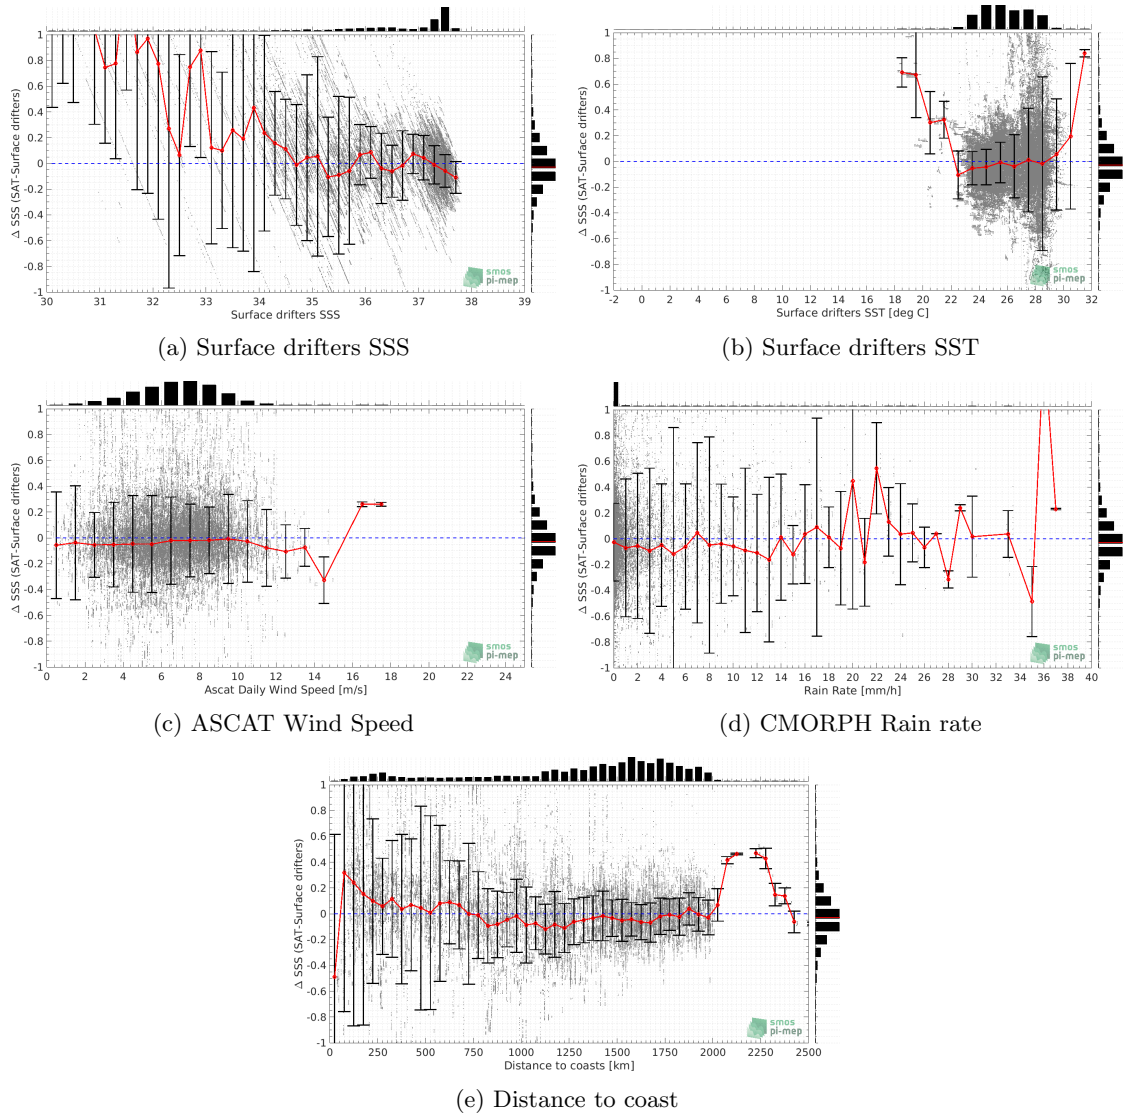 1
0.8
0.6
0.4
0.2
0
-0.2
-0.4
-0.6
-0.8
-1
Δ SSS (SAT-Surface drifters)
30 31 32 33 34 35 36 37 38 39
Surface drifters SSS
smos
pi-mep
(a) Surface drifters SSS
1
0.8
0.6
0.4
0.2
0
-0.2
-0.4
-0.6
-0.8
-1
Δ SSS (SAT-Surface drifters)
-2 0 2 4 6 8 10 12 14 16 18 20 22 24 26 28 30 32
Surface drifters SST [deg C]
smos
pi-mep
(b) Surface drifters SST
1
0.8
0.6
0.4
0.2
0
-0.2
-0.4
-0.6
-0.8
-1
Δ SSS (SAT-Surface drifters)
0 2 4 6 8 10 12 14 16 18 20 22 24
Ascat Daily Wind Speed [m/s]
smos
pi-mep
(c) ASCAT Wind Speed
1
0.8
0.6
0.4
0.2
0
-0.2
-0.4
-0.6
-0.8
-1
Δ SSS (SAT-Surface drifters)
0 2 4 6 8 10 12 14 16 18 20 22 24 26 28 30 32 34 36 38 40
Rain Rate [mm/h]
smos
pi-mep
(d) CMORPH Rain rate
1
0.8
0.6
0.4
0.2
0
-0.2
-0.4
-0.6
-0.8
-1
Δ SSS (SAT-Surface drifters)
0 250 500 750 1000 1250 1500 1750 2000 2250 2500
Distance to coasts [km]
smos
pi-mep
(e) Distance to coast